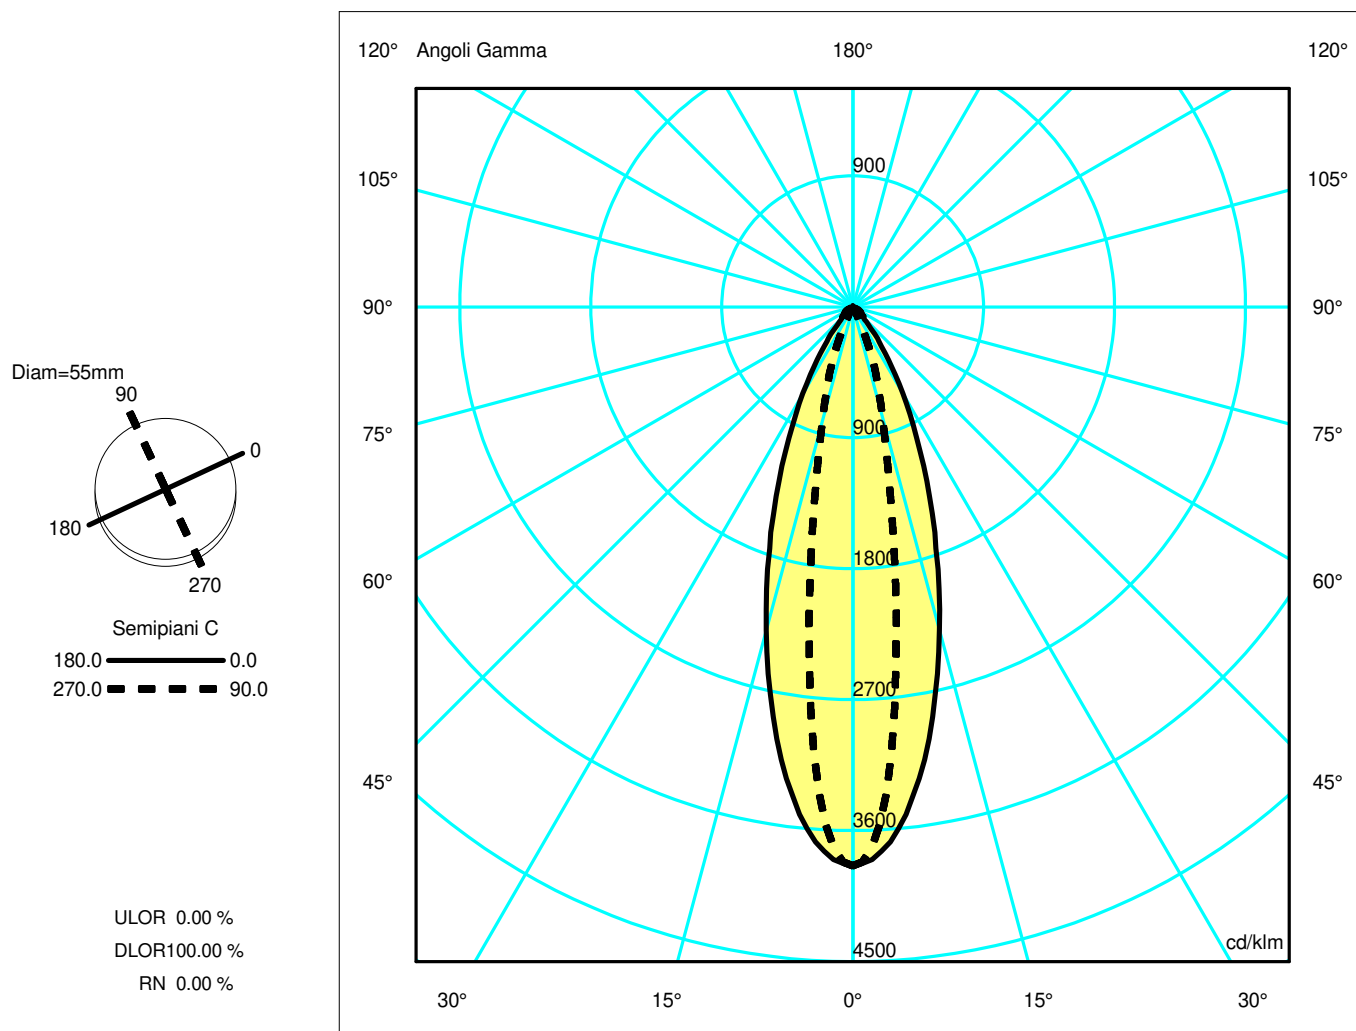 120° Angoli Gamma 180° 120°
900
105° 105°
90° 90°
Diam=55mm
90
0
180
270
900
75° 75°
1800
60° 60°
Semipiani C
180.0 0.0
270.0 90.0
2700
45° 45°
3600
ULOR 0.00 %
DLOR100.00 %
RN 0.00 %
4500
cd/klm
30° 15° 0° 15° 30°